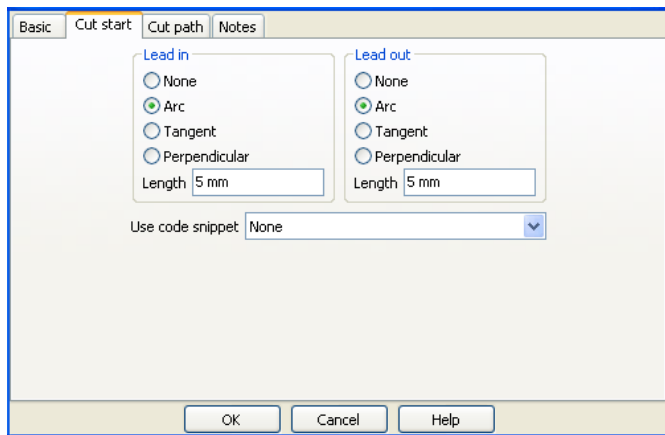 Basic Cut start Cut path Notes
Lead in Lead out
None None
Arc Arc
Tangent Tangent
Perpendicular Perpendicular
Length 5 mm Length 5 mm
Use code snippet None
OK Cancel Help